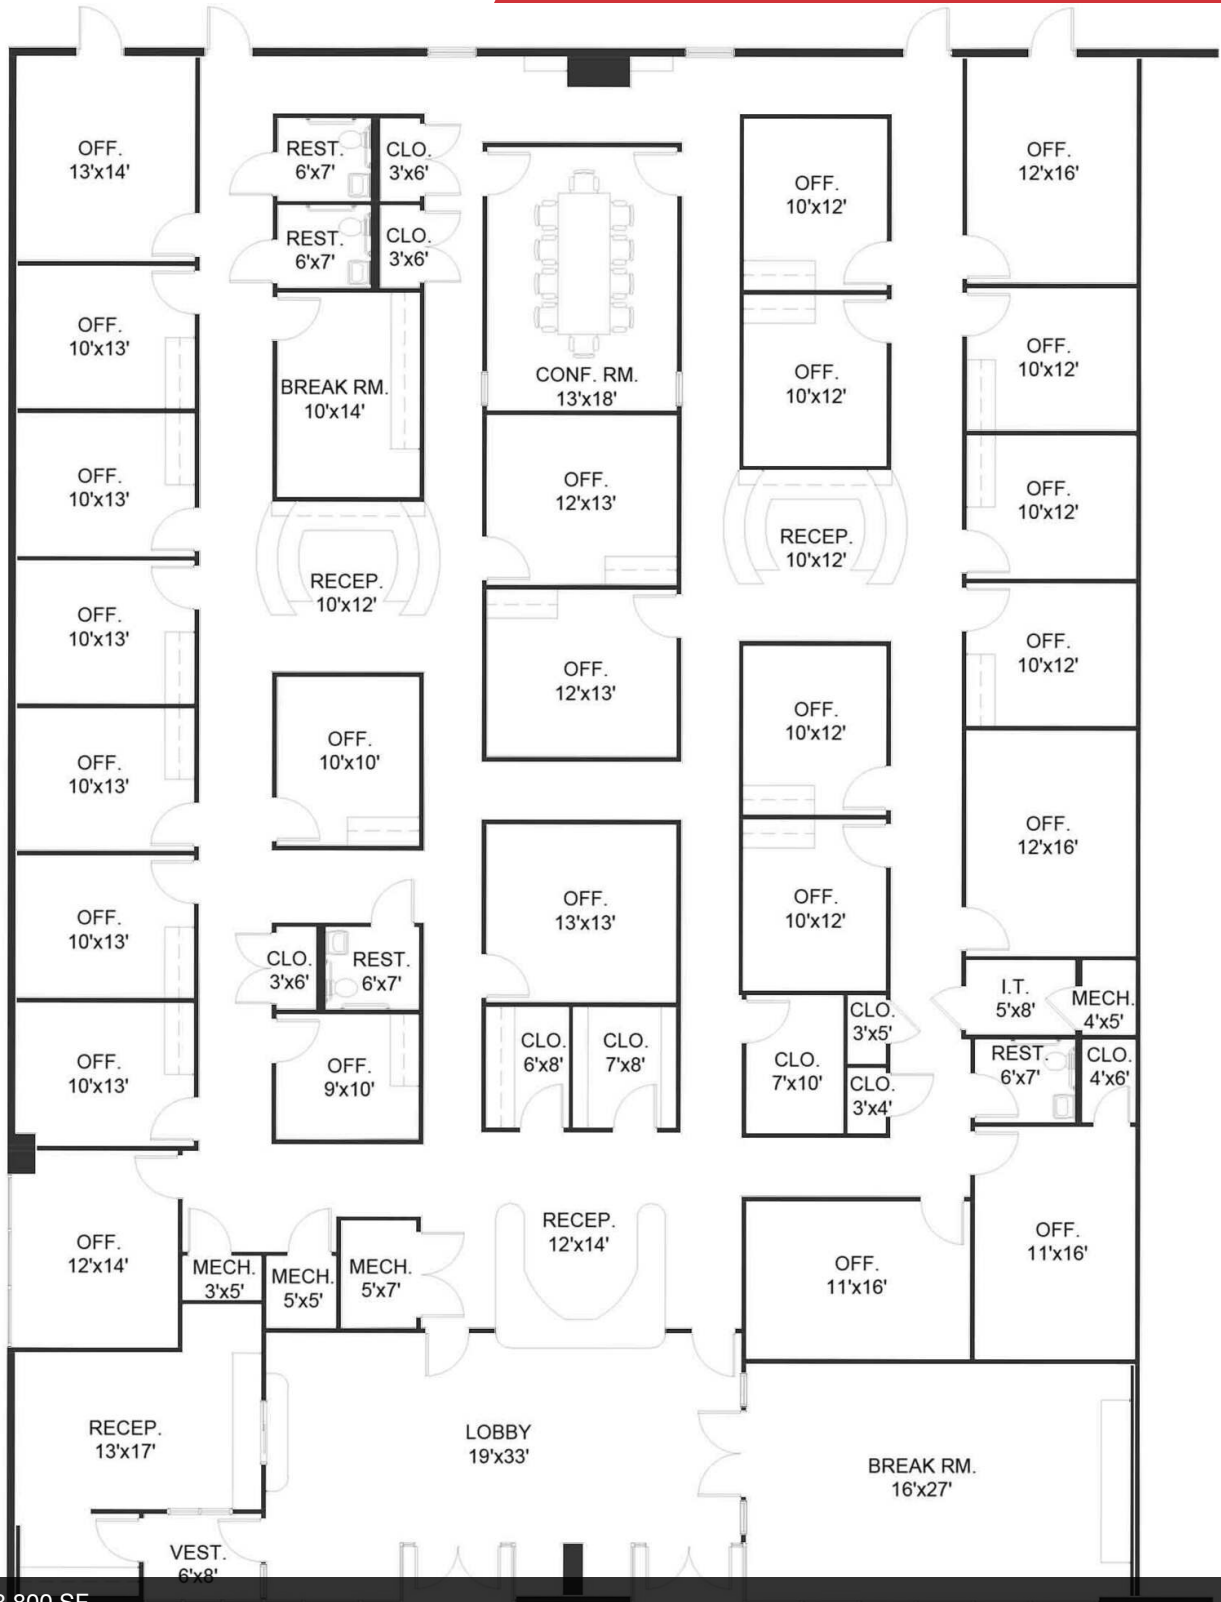 OFF.
13'x14'
REST.
6'x7'
CLO.
3'x6'
OFF.
10'x12'
OFF.
12'x16'
REST.
6'x7'
CLO.
3'x6'
OFF.
10'x13'
BREAK RM.
10'x14'
CONF. RM.
13'x18'
OFF.
10'x12'
OFF.
10'x12'
OFF.
10'x13'
OFF.
12'x13'
RECEP.
10'x12'
OFF.
10'x12'
OFF.
10'x13'
RECEP.
10'x12'
OFF.
12'x13'
OFF.
10'x12'
OFF.
10'x13'
OFF.
10'x10'
OFF.
10'x12'
OFF.
12'x16'
OFF.
10'x13'
CLO.
3'x6'
REST.
6'x7'
OFF.
13'x13'
OFF.
10'x12'
I.T.
5'x8'
MECH.
4'x5'
OFF.
10'x13'
OFF.
9'x10'
CLO.
6'x8'
CLO.
7'x8'
CLO.
7'x10'
CLO.
3'x5'
CLO.
3'x4'
REST.
6'x7'
CLO.
4'x6'
OFF.
12'x14'
MECH.
3'x5'
MECH.
5'x5'
MECH.
5'x7'
RECEP.
12'x14'
OFF.
11'x16'
OFF.
11'x16'
RECEP.
13'x17'
LOBBY
19'x33'
BREAK RM.
16'x27'
VEST.
6'x8'
800 SF